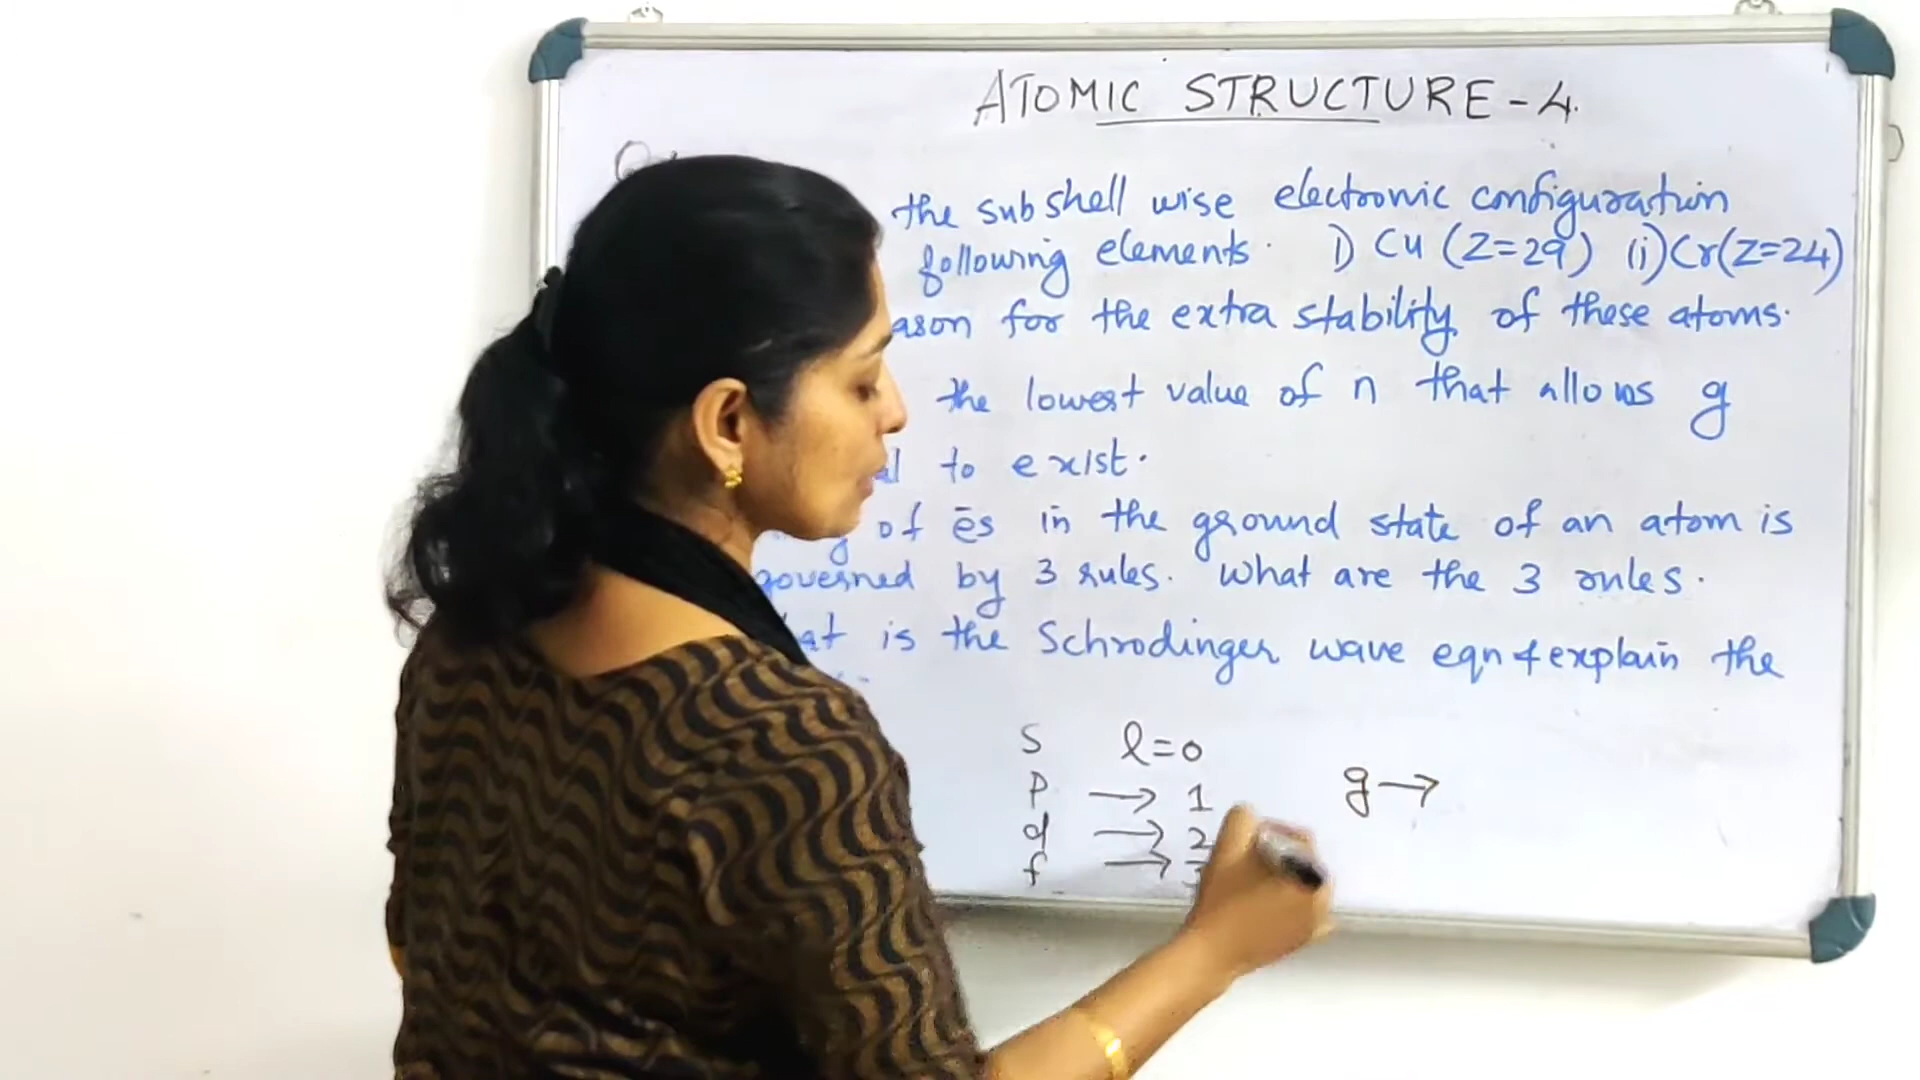 ATOMIC STRUCTURE - 4.
the subshell wise electronic configuration
following elements. i) Cu (Z=29) (ii) Cr(Z=24)
ason for the extra stability of these atoms.
the lowest value of n that allows g
al to exist.
g of ēs in the ground state of an atom is
governed by 3 rules. What are the 3 rules.
at is the Schrodinger wave eqn & explain the
S l=0
p → 1 g →
d → 2
f →